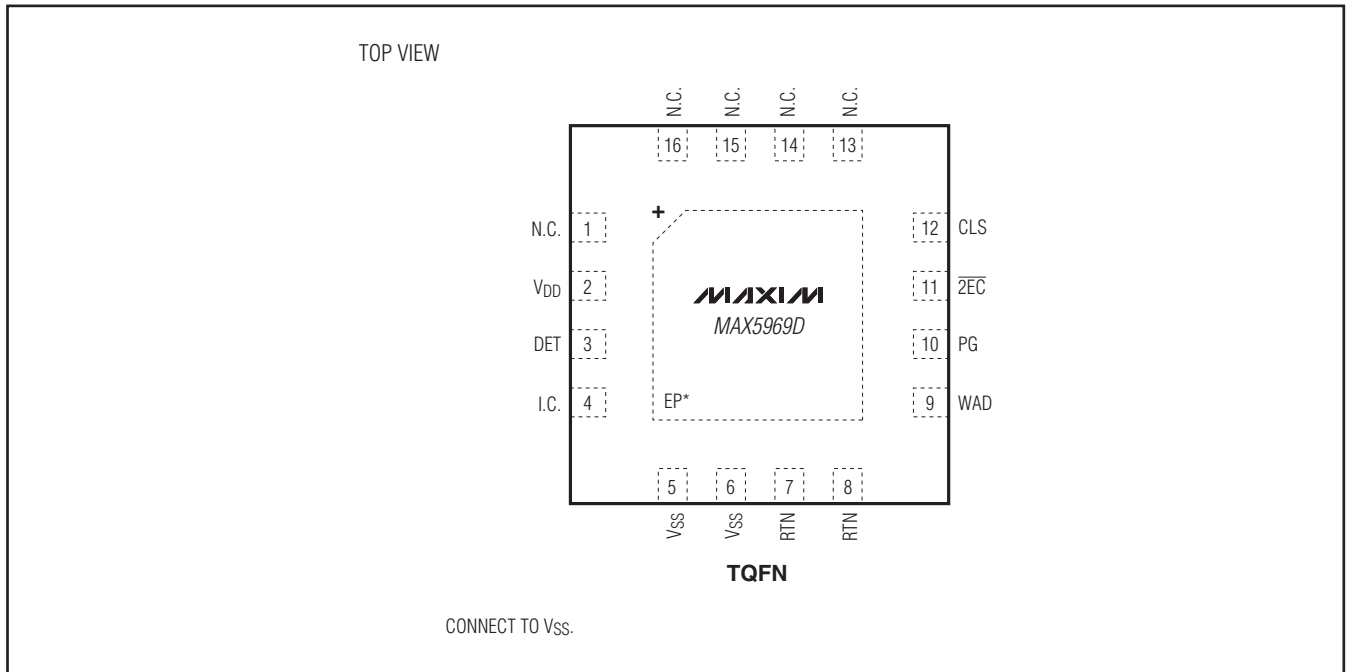 TOP VIEW
N.C. N.C. N.C. N.C.
16 15 14 13
+
N.C. 1
VDD 2
DET 3
I.C. 4
12 CLS
11 2EC
10 PG
9 WAD
MAXIM
MAX5969D
EP*
5 6 7 8
VSS VSS RTN RTN
TQFN
CONNECT TO VSS.